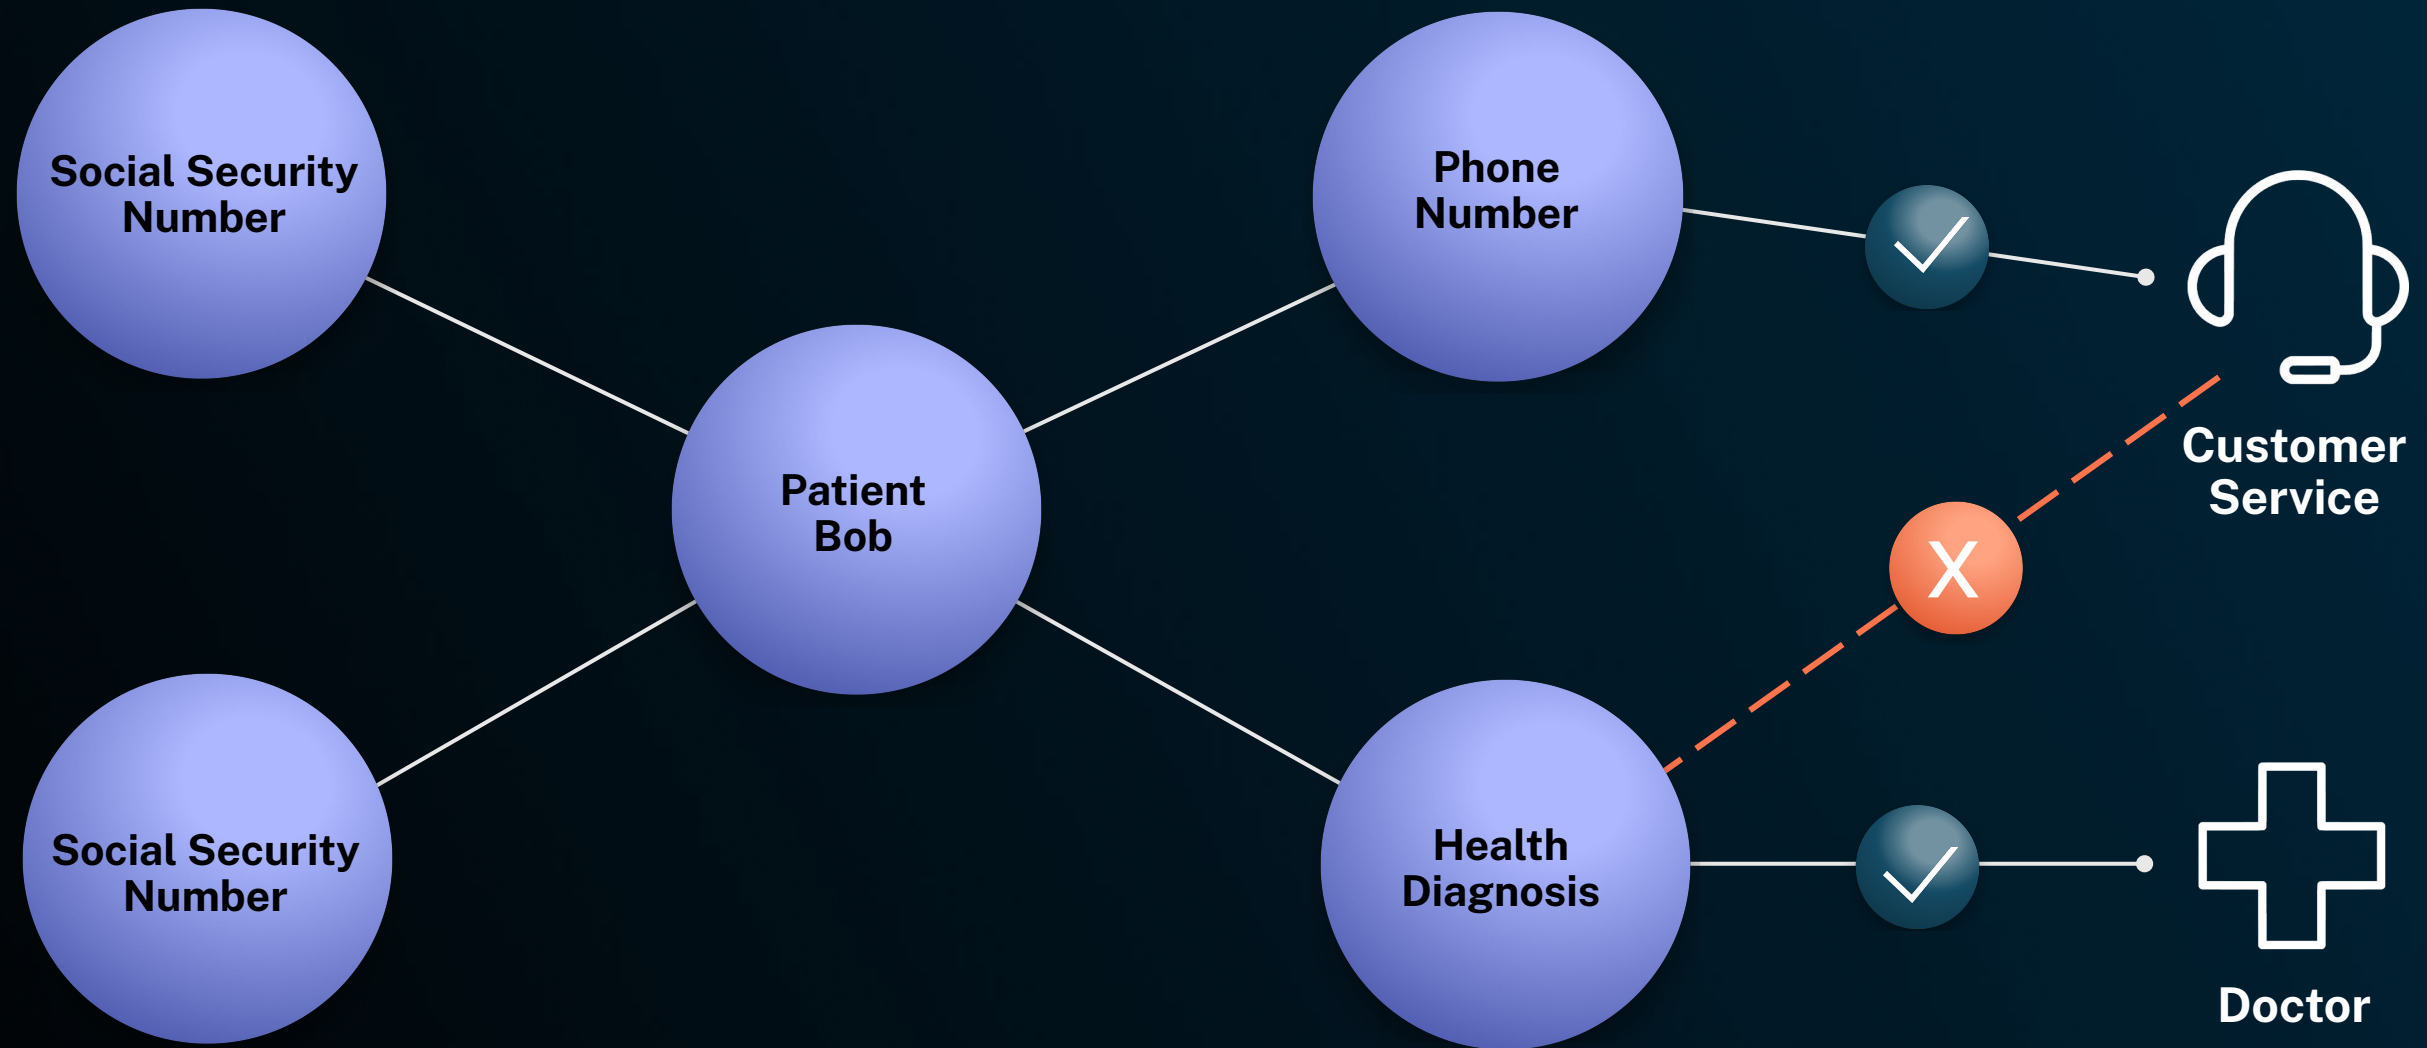 Social Security
Number
Phone
Number
Customer
Service
Patient
Bob
X
Social Security
Number
Health
Diagnosis
Doctor